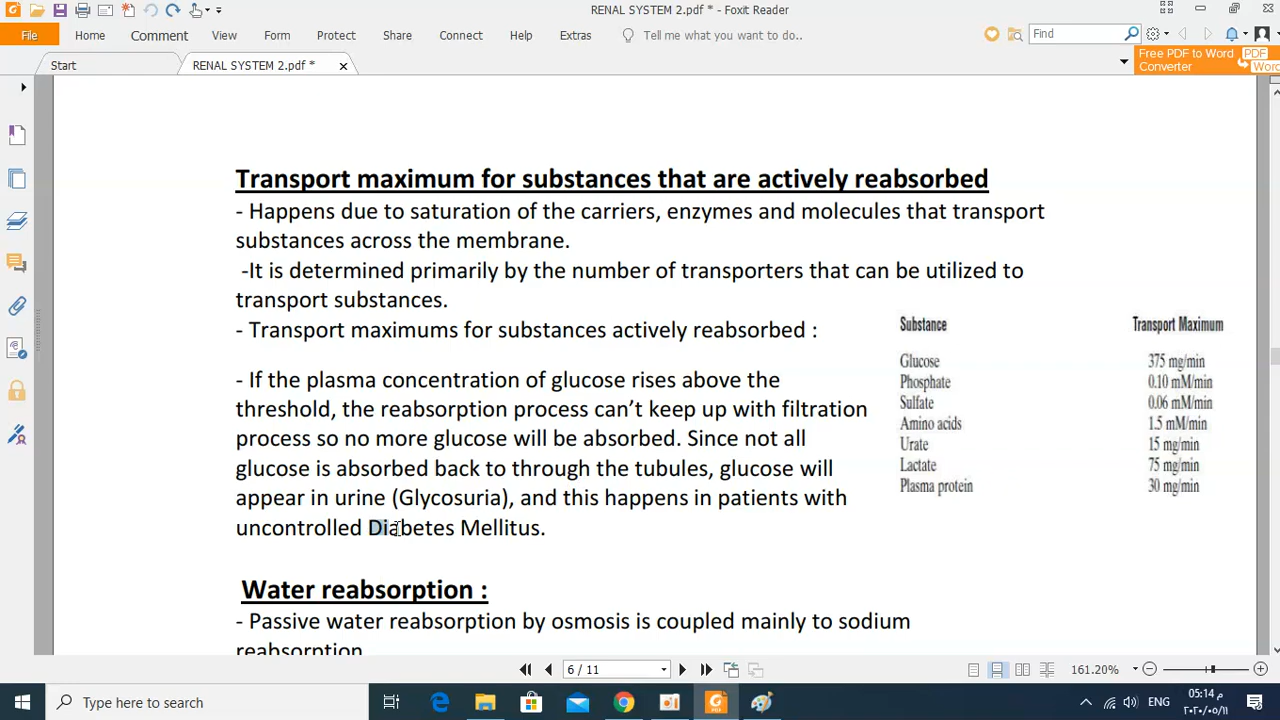 RENAL SYSTEM 2.pdf * - Foxit Reader
File Home Comment View Form Protect Share Connect Help Extras Tell me what you want to do.. Find
Start RENAL SYSTEM 2.pdf *
Free PDF to Word
Converter
PDF
Word
Transport maximum for substances that are actively reabsorbed
- Happens due to saturation of the carriers, enzymes and molecules that transport
substances across the membrane.
-It is determined primarily by the number of transporters that can be utilized to
transport substances.
- Transport maximums for substances actively reabsorbed :
Substance Transport Maximum
Glucose 375 mg/min
Phosphate 0.10 mM/min
Sulfate 0.06 mM/min
Amino acids 1.5 mM/min
Urate 15 mg/min
Lactate 75 mg/min
Plasma protein 30 mg/min
- If the plasma concentration of glucose rises above the
threshold, the reabsorption process can’t keep up with filtration
process so no more glucose will be absorbed. Since not all
glucose is absorbed back to through the tubules, glucose will
appear in urine (Glycosuria), and this happens in patients with
uncontrolled Diabetes Mellitus.
Water reabsorption :
- Passive water reabsorption by osmosis is coupled mainly to sodium
reabsorption
6 / 11 161.20%
Type here to search
ENG
05:14 م
٢٠٢٠/٠٥/١١